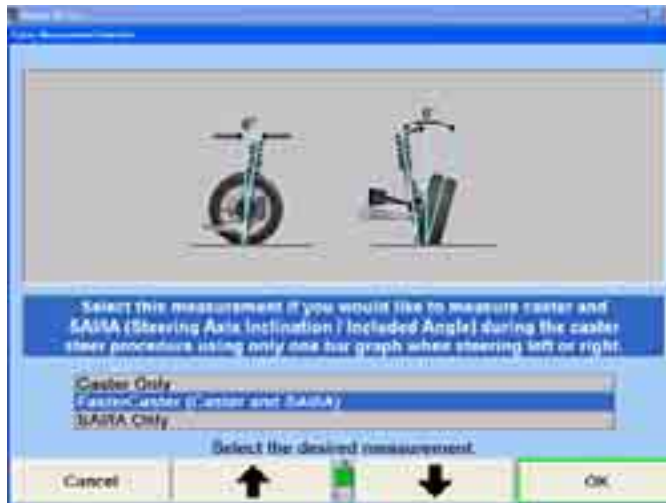 6°
Select this measurement if you would like to measure caster and
SAI/IA (Steering Axis Inclination / Included Angle) during the caster
steer procedure using only one bar graph when steering left or right.
Caster Only
FasterCaster (Caster and SAI/IA)
SAI/IA Only
Select the desired measurement.
Cancel
OK